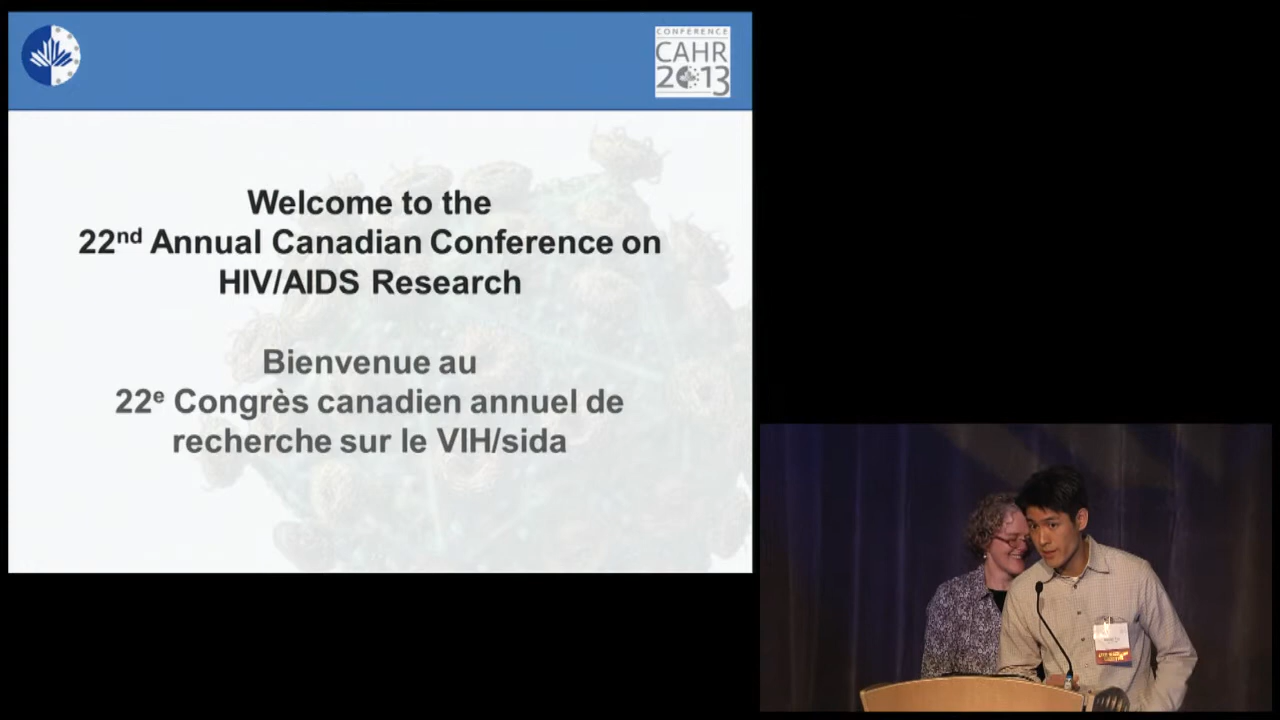 CONFERENCE
CAHR
2013
Welcome to the
22nd Annual Canadian Conference on
HIV/AIDS Research
Bienvenue au
22e Congrès canadien annuel de
recherche sur le VIH/sida